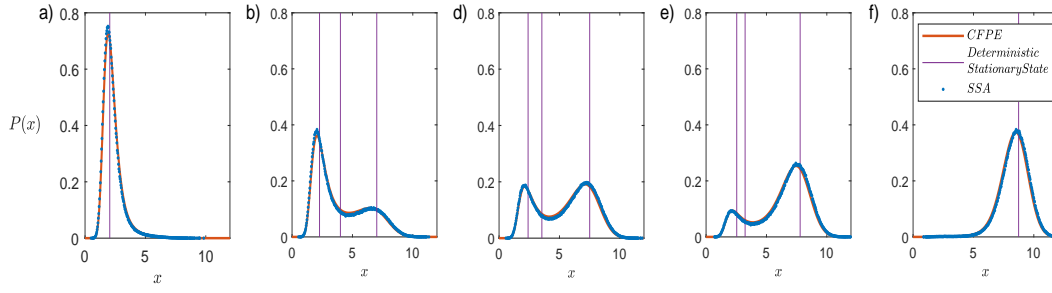 a) b) d) e) f)
0.8 0.8 0.8 0.8 0.8
CFPE
Deterministic
StationaryState
SSA
0.6 0.6 0.6 0.6 0.6
P(x) 0.4 0.4 0.4 0.4 0.4
0.2 0.2 0.2 0.2 0.2
0 0 0 0 0
0 5 10 0 5 10 0 5 10 0 5 10 0 5 10
x x x x x